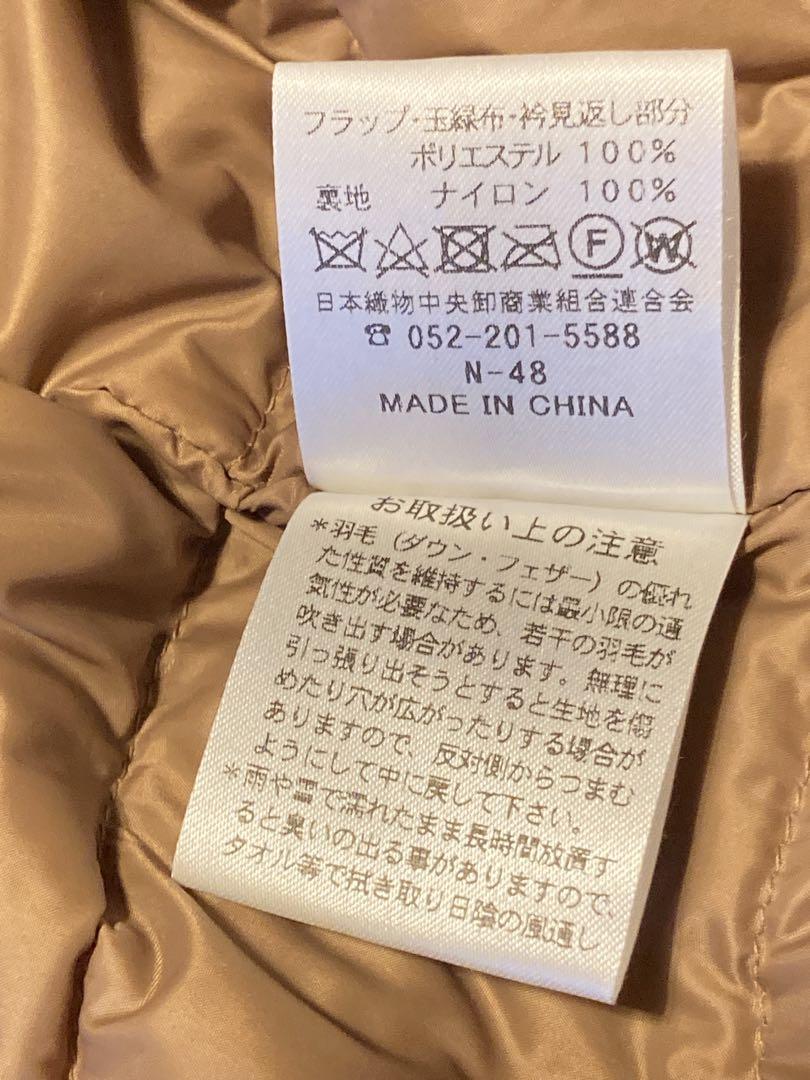 フラップ・玉縁布・衿見返し部分
ポリエステル 100%
裏地 ナイロン 100%
F W
日本織物中央卸商業組合連合会
☎ 052-201-5588
N-48
MADE IN CHINA
お取扱い上の注意
*羽毛（ダウン・フェザー）の優れ
た性質を維持するには最小限の通
気性が必要なため、若干の羽毛が
吹き出す場合があります。無理に
引っ張り出そうとすると生地を傷
めたり穴が広がったりする場合が
ありますので、反対側からつまむ
ようにして中に戻して下さい。
*雨や雪で濡れたまま長時間放置す
ると臭いの出る事がありますので、
タオル等で拭き取り日陰の風通し